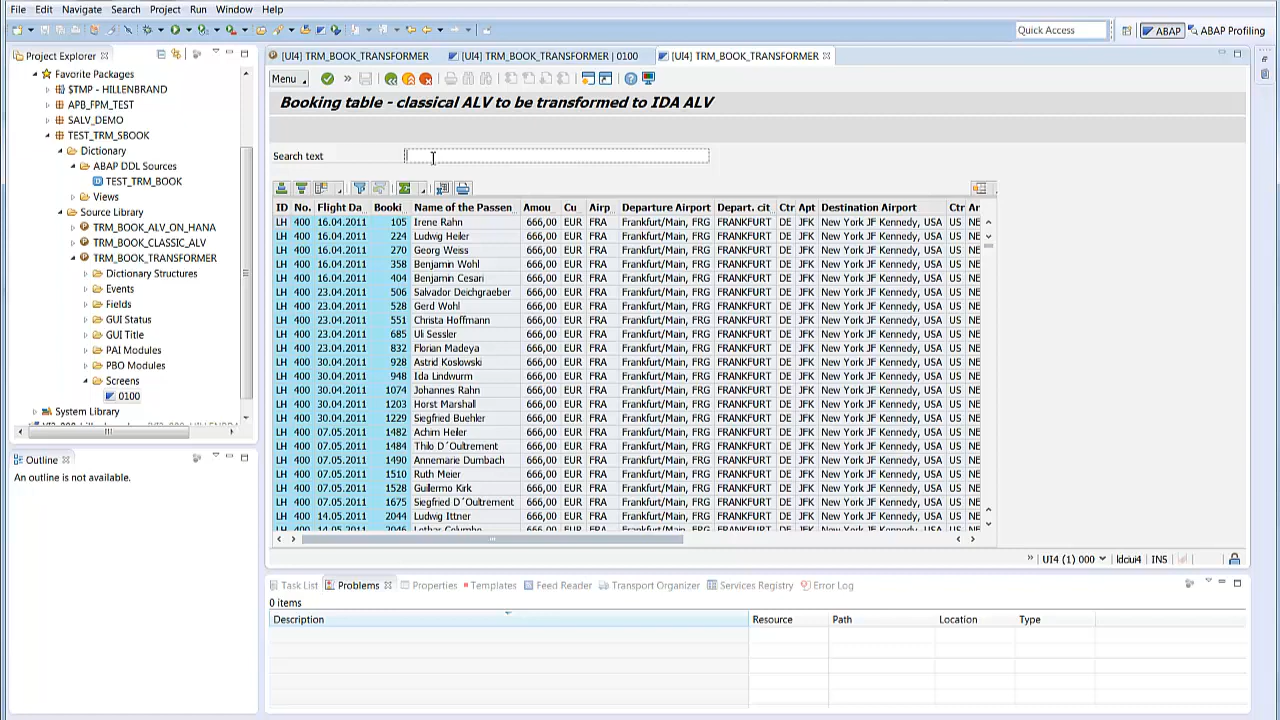 File Edit Navigate Search Project Run Window Help
Quick Access ABAP ABAP Profiling
Project Explorer
Favorite Packages
$TMP - HILLENBRAND
APB_FPM_TEST
SALV_DEMO
TEST_TRM_SBOOK
Dictionary
ABAP DDL Sources
TEST_TRM_BOOK
Views
Source Library
TRM_BOOK_ALV_ON_HANA
TRM_BOOK_CLASSIC_ALV
TRM_BOOK_TRANSFORMER
Dictionary Structures
Events
Fields
GUI Status
GUI Title
PAI Modules
PBO Modules
Screens
0100
System Library
Outline
An outline is not available.
[UI4] TRM_BOOK_TRANSFORMER [UI4] TRM_BOOK_TRANSFORMER | 0100 [UI4] TRM_BOOK_TRANSFORMER
Menu
Booking table - classical ALV to be transformed to IDA ALV
Search text
ID No. Flight Da... Booki... Name of the Passen... Amou... Cu... Airp... Departure Airport Depart. cit... Ctr Apt Destination Airport Ctr Ar
LH 400 16.04.2011 105 Irene Rahn 666,00 EUR FRA Frankfurt/Main, FRG FRANKFURT DE JFK New York JF Kennedy, USA US NE
LH 400 16.04.2011 224 Ludwig Heiler 666,00 EUR FRA Frankfurt/Main, FRG FRANKFURT DE JFK New York JF Kennedy, USA US NE
LH 400 16.04.2011 270 Georg Weiss 666,00 EUR FRA Frankfurt/Main, FRG FRANKFURT DE JFK New York JF Kennedy, USA US NE
LH 400 16.04.2011 358 Benjamin Wohl 666,00 EUR FRA Frankfurt/Main, FRG FRANKFURT DE JFK New York JF Kennedy, USA US NE
LH 400 16.04.2011 404 Benjamin Cesari 666,00 EUR FRA Frankfurt/Main, FRG FRANKFURT DE JFK New York JF Kennedy, USA US NE
LH 400 23.04.2011 506 Salvador Deichgraeber 666,00 EUR FRA Frankfurt/Main, FRG FRANKFURT DE JFK New York JF Kennedy, USA US NE
LH 400 23.04.2011 528 Gerd Wohl 666,00 EUR FRA Frankfurt/Main, FRG FRANKFURT DE JFK New York JF Kennedy, USA US NE
LH 400 23.04.2011 551 Christa Hoffmann 666,00 EUR FRA Frankfurt/Main, FRG FRANKFURT DE JFK New York JF Kennedy, USA US NE
LH 400 23.04.2011 685 Uli Sessler 666,00 EUR FRA Frankfurt/Main, FRG FRANKFURT DE JFK New York JF Kennedy, USA US NE
LH 400 23.04.2011 832 Florian Madeya 666,00 EUR FRA Frankfurt/Main, FRG FRANKFURT DE JFK New York JF Kennedy, USA US NE
LH 400 30.04.2011 928 Astrid Koslowski 666,00 EUR FRA Frankfurt/Main, FRG FRANKFURT DE JFK New York JF Kennedy, USA US NE
LH 400 30.04.2011 948 Ida Lindwurm 666,00 EUR FRA Frankfurt/Main, FRG FRANKFURT DE JFK New York JF Kennedy, USA US NE
LH 400 30.04.2011 1074 Johannes Rahn 666,00 EUR FRA Frankfurt/Main, FRG FRANKFURT DE JFK New York JF Kennedy, USA US NE
LH 400 30.04.2011 1203 Horst Marshall 666,00 EUR FRA Frankfurt/Main, FRG FRANKFURT DE JFK New York JF Kennedy, USA US NE
LH 400 30.04.2011 1229 Siegfried Buehler 666,00 EUR FRA Frankfurt/Main, FRG FRANKFURT DE JFK New York JF Kennedy, USA US NE
LH 400 07.05.2011 1482 Achim Heiler 666,00 EUR FRA Frankfurt/Main, FRG FRANKFURT DE JFK New York JF Kennedy, USA US NE
LH 400 07.05.2011 1484 Thilo D´Oultrement 666,00 EUR FRA Frankfurt/Main, FRG FRANKFURT DE JFK New York JF Kennedy, USA US NE
LH 400 07.05.2011 1490 Annemarie Dumbach 666,00 EUR FRA Frankfurt/Main, FRG FRANKFURT DE JFK New York JF Kennedy, USA US NE
LH 400 07.05.2011 1510 Ruth Meier 666,00 EUR FRA Frankfurt/Main, FRG FRANKFURT DE JFK New York JF Kennedy, USA US NE
LH 400 07.05.2011 1528 Guillermo Kirk 666,00 EUR FRA Frankfurt/Main, FRG FRANKFURT DE JFK New York JF Kennedy, USA US NE
LH 400 07.05.2011 1675 Siegfried D´Oultrement 666,00 EUR FRA Frankfurt/Main, FRG FRANKFURT DE JFK New York JF Kennedy, USA US NE
LH 400 14.05.2011 2044 Ludwig Ittner 666,00 EUR FRA Frankfurt/Main, FRG FRANKFURT DE JFK New York JF Kennedy, USA US NE
LH 400 14.05.2011 2046 666,00 EUR FRA Frankfurt/Main, FRG FRANKFURT DE JFK New York JF Kennedy, USA US NE
UI4 (1) 000 ldciui4 INS
Task List Problems Properties Templates Feed Reader Transport Organizer Services Registry Error Log
0 items
Description Resource Path Location Type